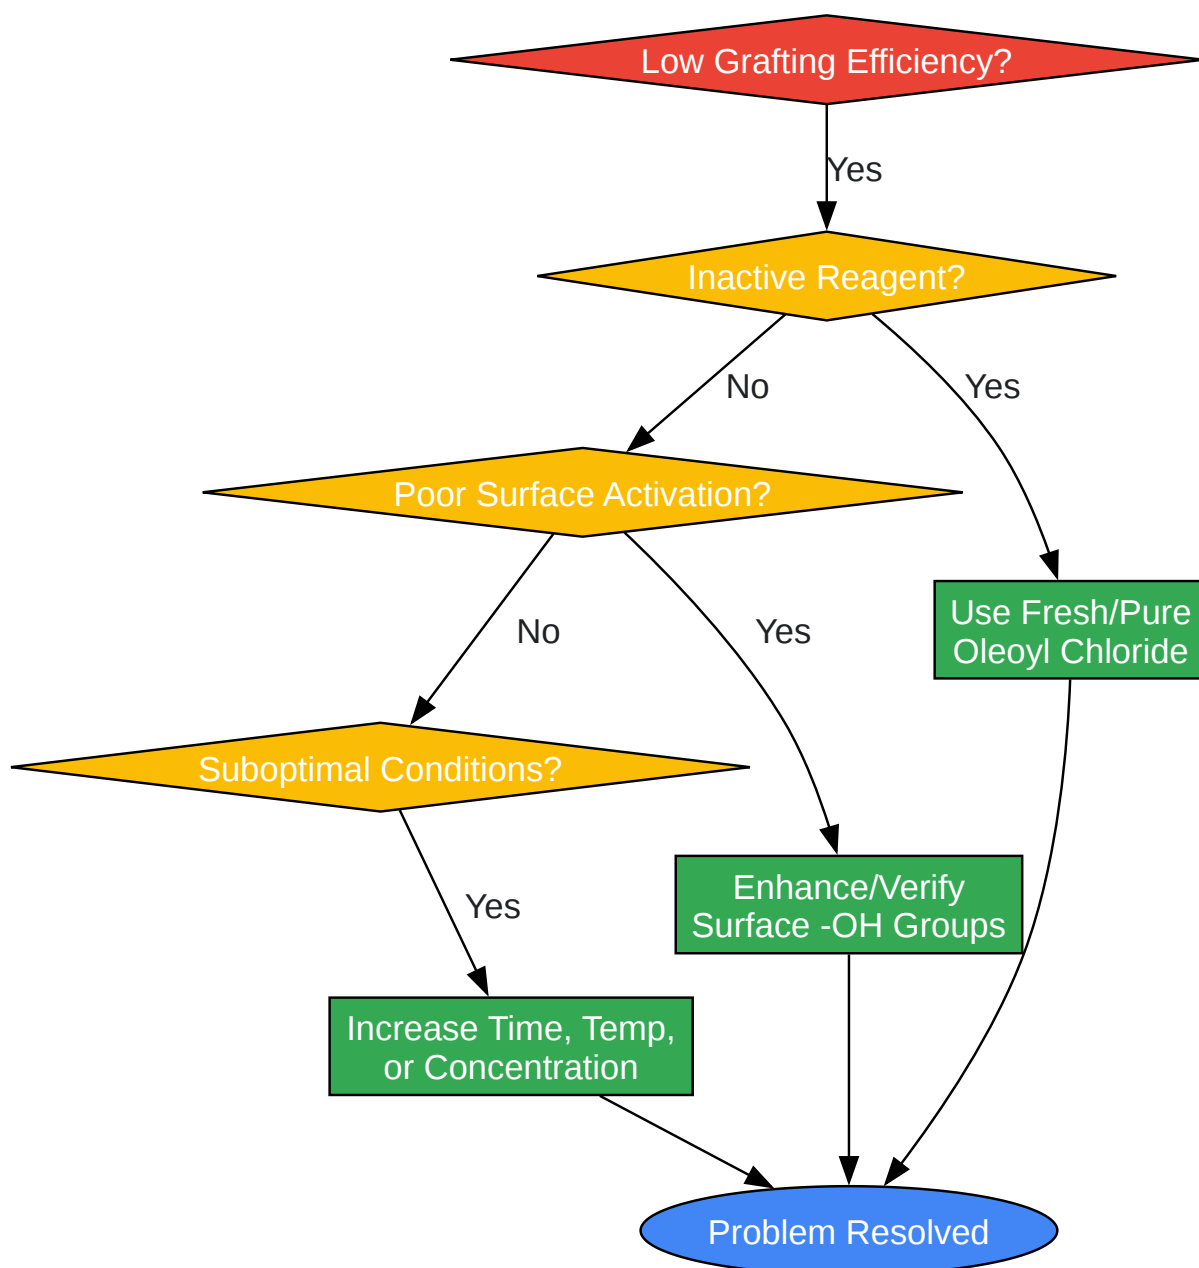 Low Grafting Efficiency?
Yes
Inactive Reagent?
No
Yes
Poor Surface Activation?
No
Yes
Use Fresh/Pure
Oleoyl Chloride
Suboptimal Conditions?
Enhance/Verify
Surface -OH Groups
Yes
Increase Time, Temp,
or Concentration
Problem Resolved